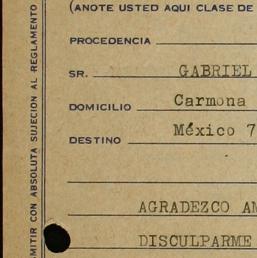 (ANOTE USTED AQUI CLASE DE
PROCEDENCIA
SR. GABRIEL
DOMICILIO Carmona
DESTINO México 7
AGRADEZCO AM
DISCULPARME
MITIR CON ABSOLUTA SUJECION AL REGLAMENTO